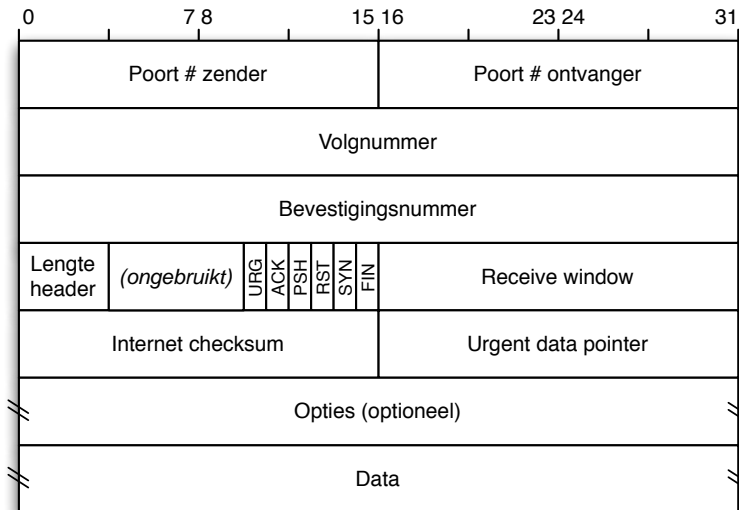 0 7 8 15 16 23 24 31
Poort # zender Poort # ontvanger
Volgnummer
Bevestigingsnummer
Lengte
header
(ongebruikt)
URG
ACK
PSH
RST
SYN
FIN
Receive window
Internet checksum Urgent data pointer
Opties (optioneel)
Data